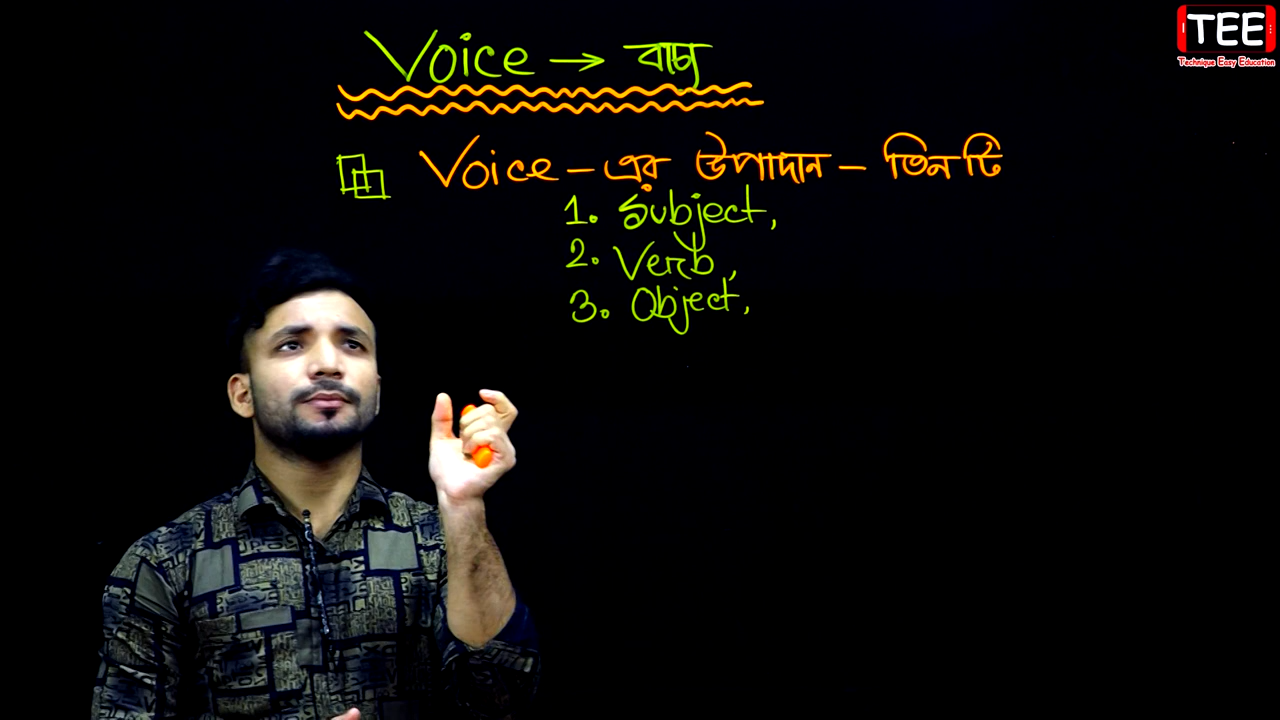 Voice → বাচ্য
TEE
Technique Easy Education
Voice - এর উপাদান - তিনটি
1. Subject,
2. Verb,
3. Object,